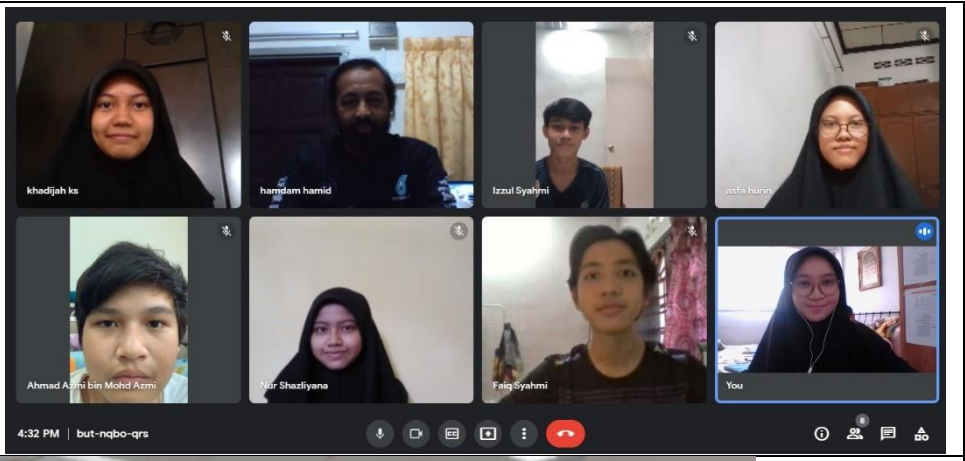 khadijah ks
hamdam hamid
Izzul Syahmi
asfa hurin
Ahmad Azmi bin Mohd Azmi
Nur Shazliyana
Faiq Syahmi
You
4:32 PM | but-nqbo-qrs
CC
8